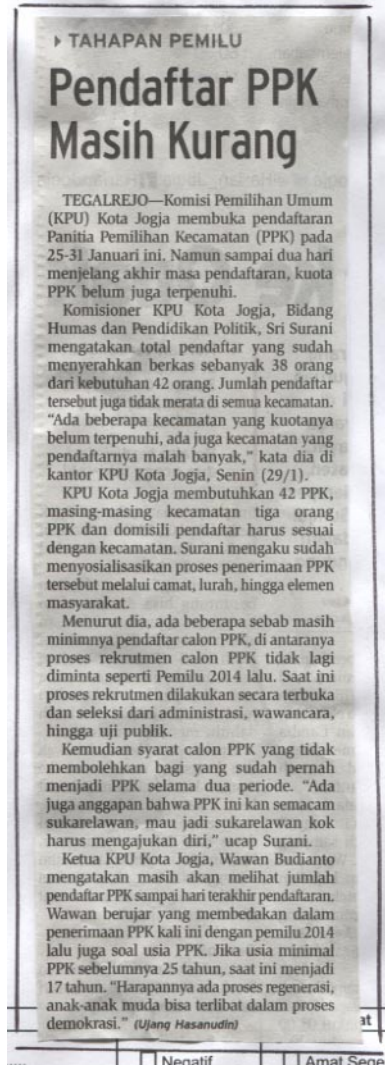 ▸ TAHAPAN PEMILU
Pendaftar PPK
Masih Kurang
TEGALREJO—Komisi Pemilihan Umum
(KPU) Kota Jogja membuka pendaftaran
Panitia Pemilihan Kecamatan (PPK) pada
25-31 Januari ini. Namun sampai dua hari
menjelang akhir masa pendaftaran, kuota
PPK belum juga terpenuhi.
Komisioner KPU Kota Jogja, Bidang
Humas dan Pendidikan Politik, Sri Surani
mengatakan total pendaftar yang sudah
menyerahkan berkas sebanyak 38 orang
dari kebutuhan 42 orang. Jumlah pendaftar
tersebut juga tidak merata di semua kecamatan.
“Ada beberapa kecamatan yang kuotanya
belum terpenuhi, ada juga kecamatan yang
pendaftarnya malah banyak,” kata dia di
kantor KPU Kota Jogja, Senin (29/1).
KPU Kota Jogja membutuhkan 42 PPK,
masing-masing kecamatan tiga orang
PPK dan domisili pendaftar harus sesuai
dengan kecamatan. Surani mengaku sudah
menyosialisasikan proses penerimaan PPK
tersebut melalui camat, lurah, hingga elemen
masyarakat.
Menurut dia, ada beberapa sebab masih
minimnya pendaftar calon PPK, di antaranya
proses rekrutmen calon PPK tidak lagi
diminta seperti Pemilu 2014 lalu. Saat ini
proses rekrutmen dilakukan secara terbuka
dan seleksi dari administrasi, wawancara,
hingga uji publik.
Kemudian syarat calon PPK yang tidak
membolehkan bagi yang sudah pernah
menjadi PPK selama dua periode. “Ada
juga anggapan bahwa PPK ini kan semacam
sukarelawan, mau jadi sukarelawan kok
harus mengajukan diri,” ucap Surani.
Ketua KPU Kota Jogja, Wawan Budianto
mengatakan masih akan melihat jumlah
pendaftar PPK sampai hari terakhir pendaftaran.
Wawan berujar yang membedakan dalam
penerimaan PPK kali ini dengan pemilu 2014
lalu juga soal usia PPK. Jika usia minimal
PPK sebelumnya 25 tahun, saat ini menjadi
17 tahun. “Harapannya ada proses regenerasi,
anak-anak muda bisa terlibat dalam proses
demokrasi.” (Ujang Hasanudin)
at
Negatif
Amat Sege